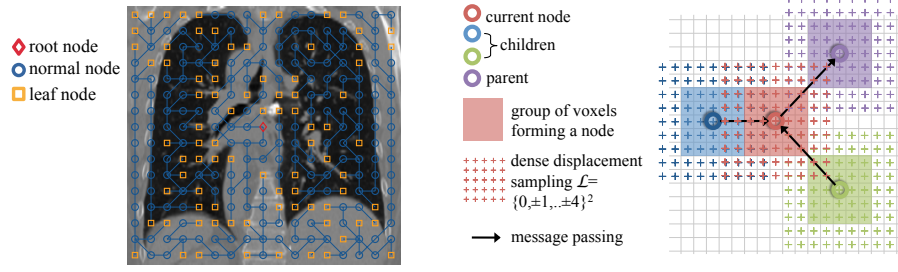 root node
normal node
leaf node
current node
children
parent
group of voxels
forming a node
dense displacement
sampling ℒ=
{0,±1,..±4}²
message passing